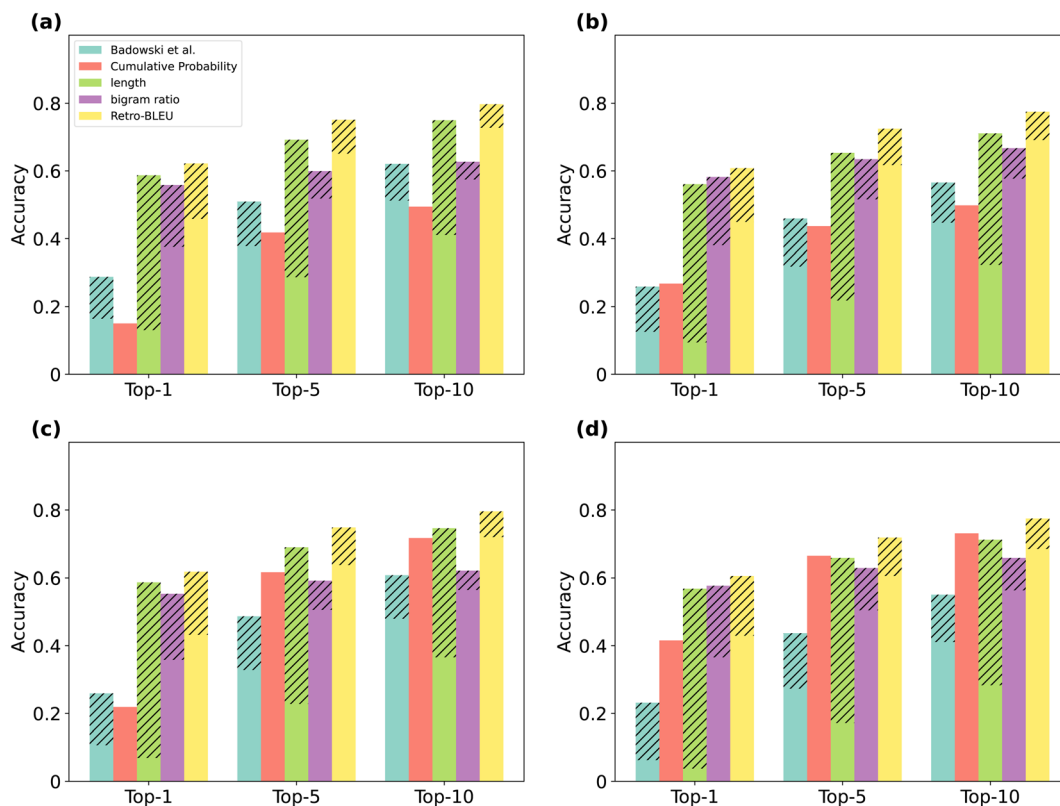 (a)
Accuracy
0.8
0.6
0.4
0.2
0
Badowski et al.
Cumulative Probability
length
bigram ratio
Retro-BLEU
Top-1 Top-5 Top-10
(b)
Accuracy
0.8
0.6
0.4
0.2
0
Top-1 Top-5 Top-10
(c)
Accuracy
0.8
0.6
0.4
0.2
0
Top-1 Top-5 Top-10
(d)
Accuracy
0.8
0.6
0.4
0.2
0
Top-1 Top-5 Top-10